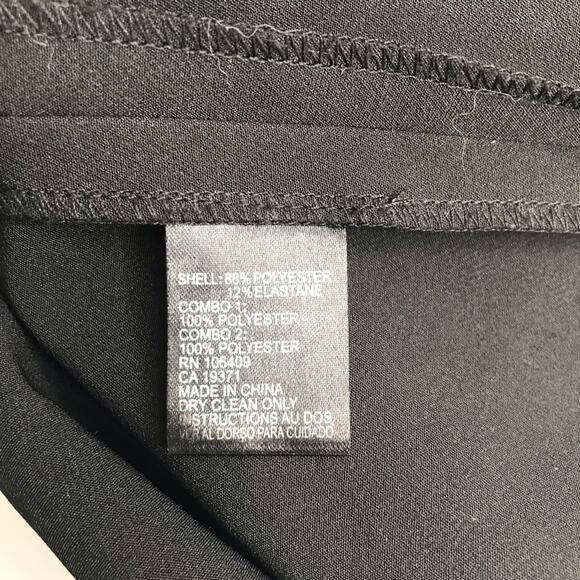 SHELL: 88% POLYESTER
12% ELASTANE
COMBO 1:
100% POLYESTER
COMBO 2:
100% POLYESTER
RN 106409
CA 19371
MADE IN CHINA
DRY CLEAN ONLY
INSTRUCTIONS AU DOS
VER AL DORSO PARA CUIDADO